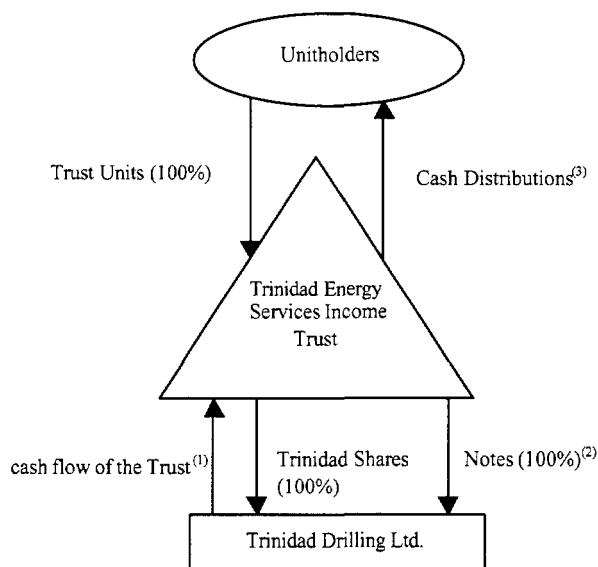 Unitholders
Trust Units (100%)
Cash Distributions(3)
Trinidad Energy
Services Income
Trust
cash flow of the Trust(1)
Trinidad Shares
(100%)
Notes (100%)(2)
Trinidad Drilling Ltd.